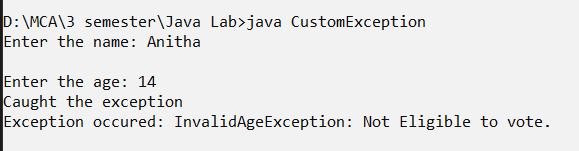 D:\MCA\3 semester\Java Lab>java CustomException
Enter the name: Anitha
Enter the age: 14
Caught the exception
Exception occured: InvalidAgeException: Not Eligible to vote.